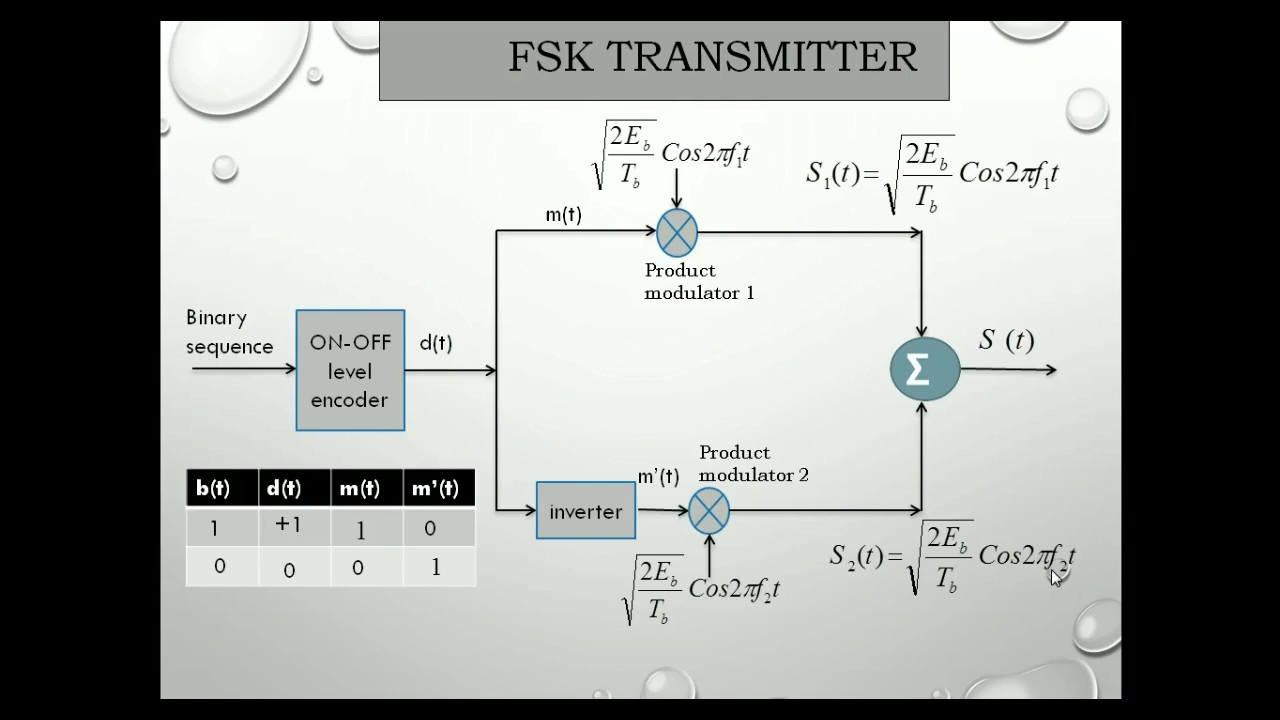 FSK TRANSMITTER
√(2E_b/T_b) Cos2πf₁t
S₁(t) = √(2E_b/T_b) Cos2πf₁t
m(t)
Product
modulator 1
Binary
sequence
ON-OFF
level
encoder
d(t)
Σ
S (t)
Product
modulator 2
m’(t)
inverter
√(2E_b/T_b) Cos2πf₂t
S₂(t) = √(2E_b/T_b) Cos2πf₂t
b(t) d(t) m(t) m’(t)
1 +1 1 0
0 0 0 1